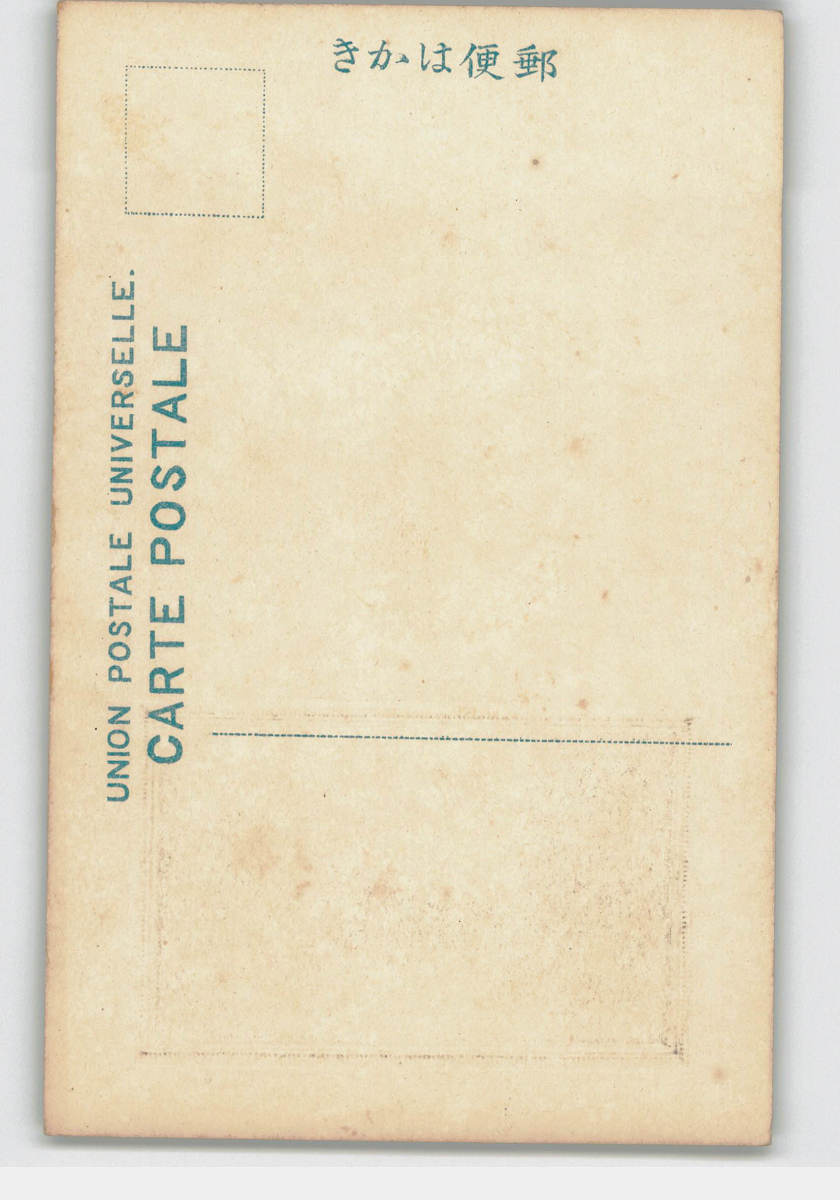 郵便はかき
UNION POSTALE UNIVERSELLE.
CARTE POSTALE